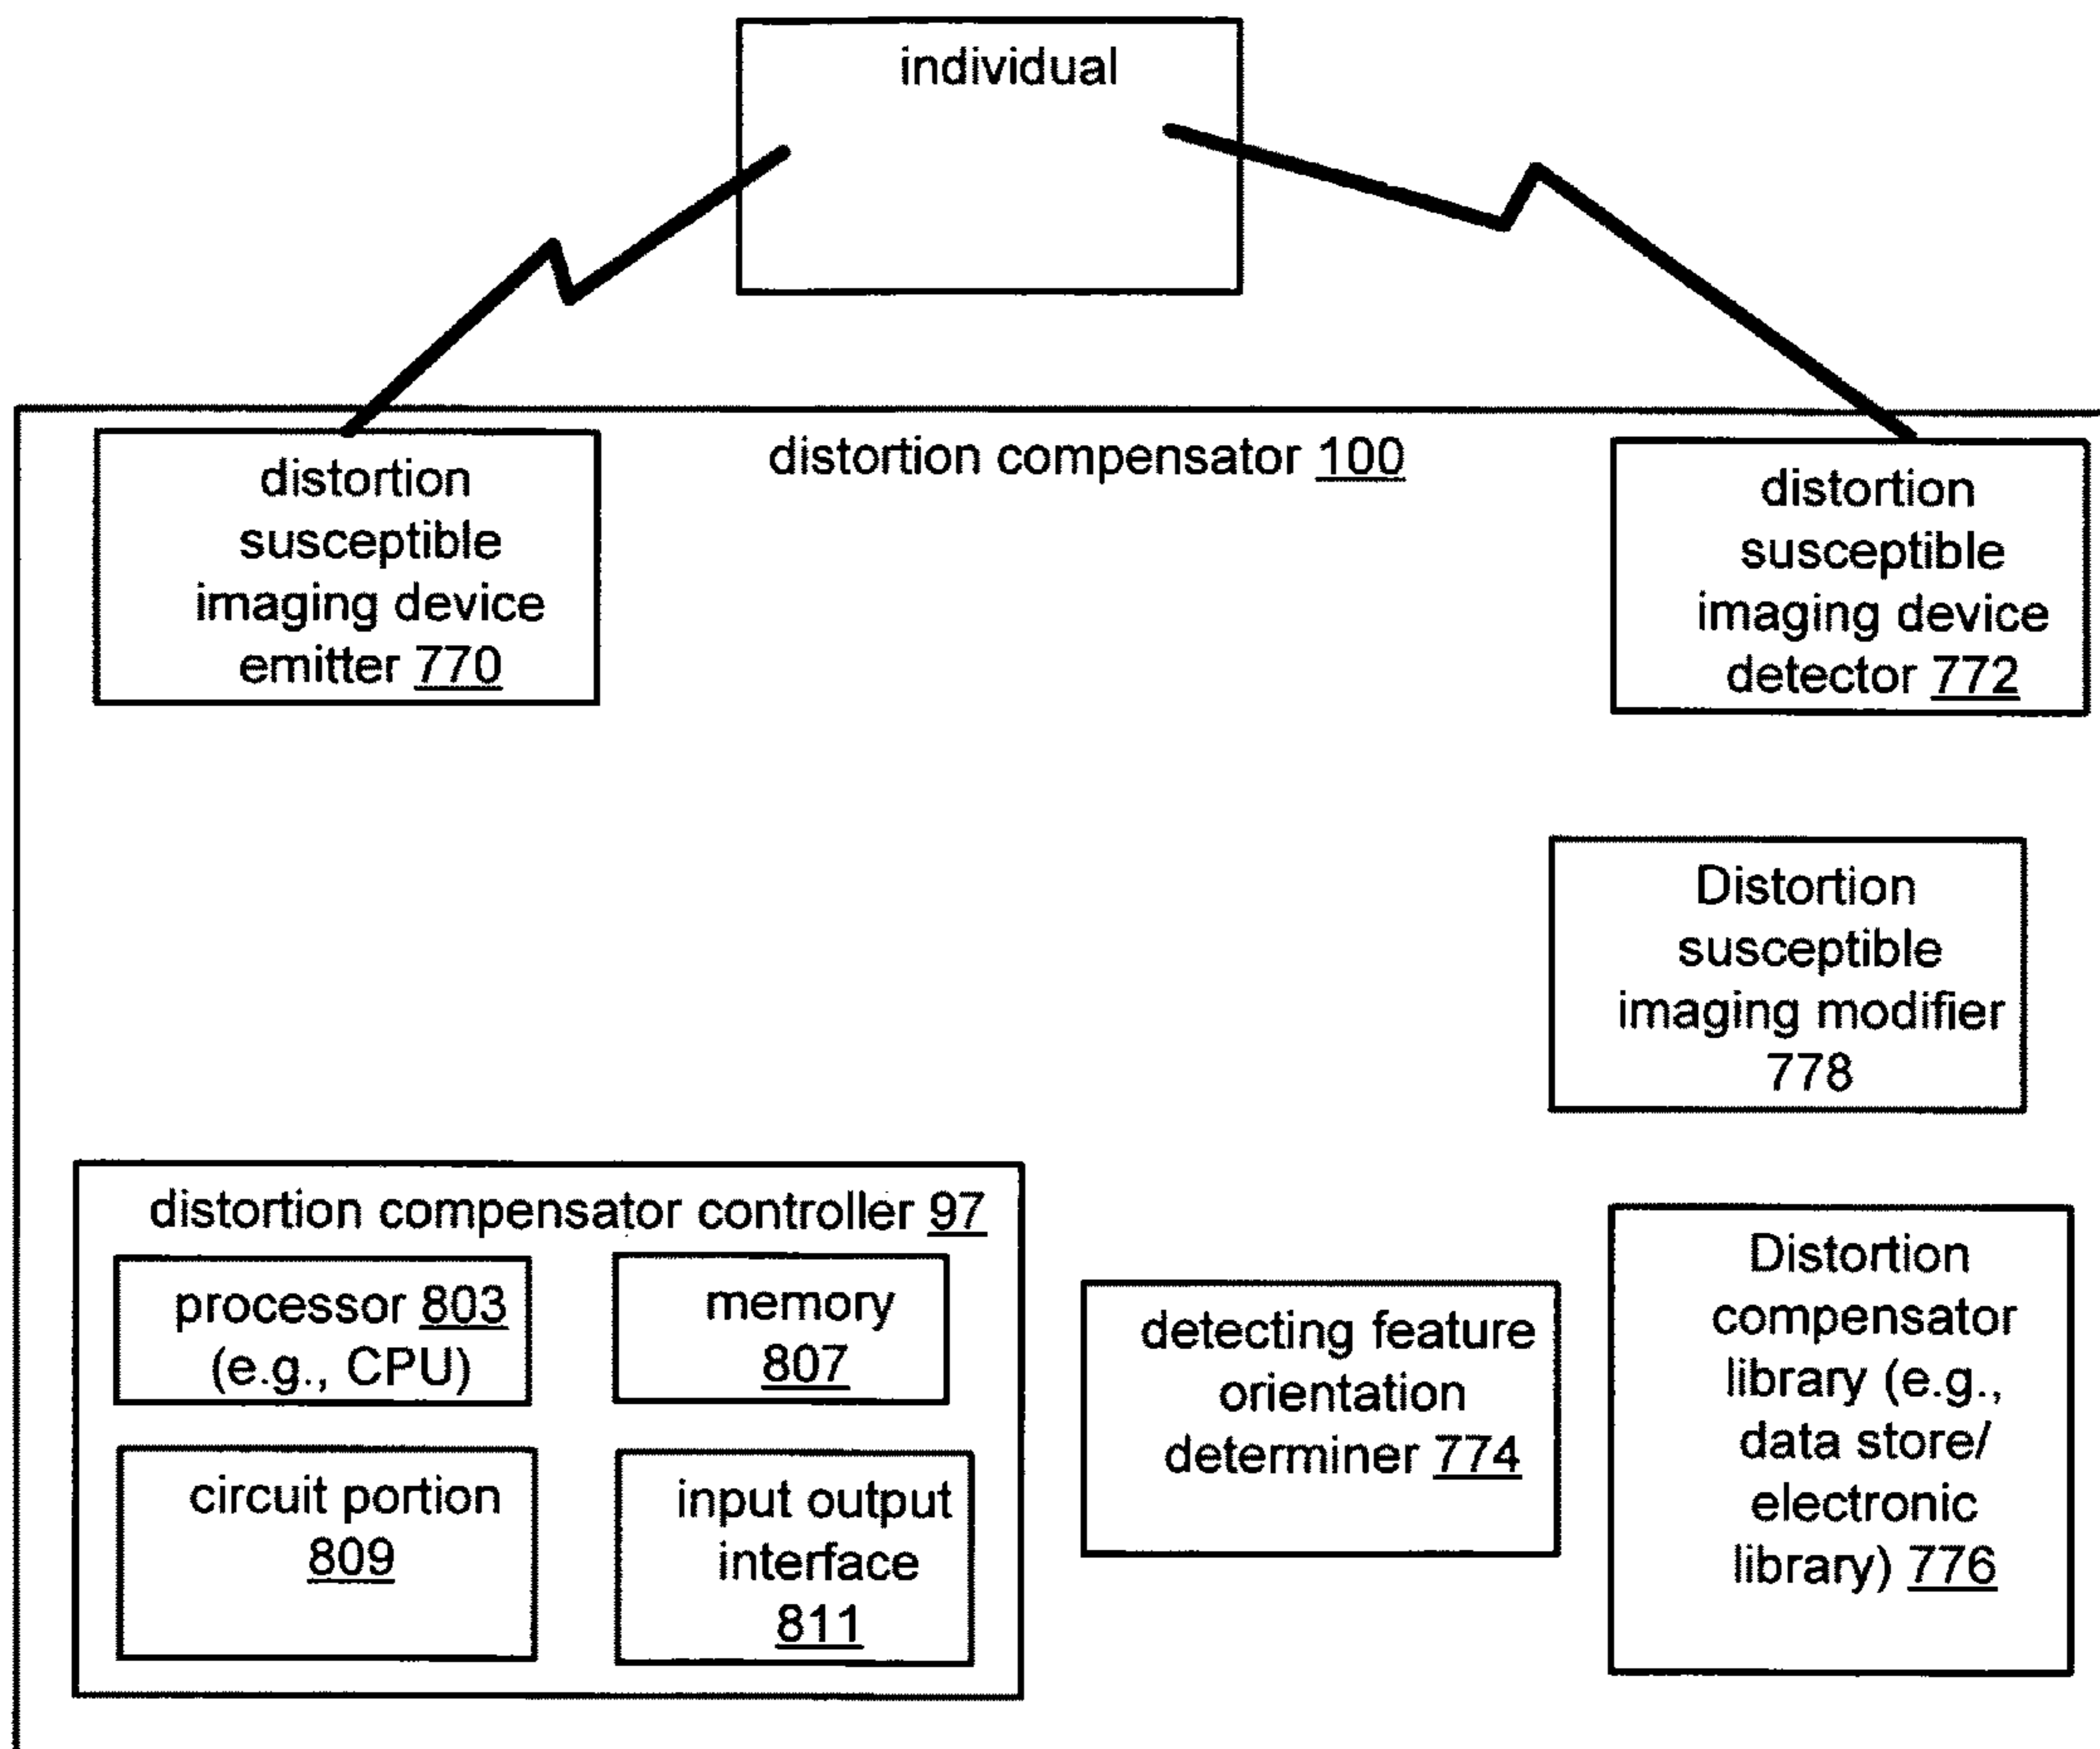 individual
distortion compensator 100
distortion
susceptible
imaging device
emitter 770
distortion
susceptible
imaging device
detector 772
Distortion
susceptible
imaging modifier
778
distortion compensator controller 97
processor 803
(e.g., CPU)
memory
807
circuit portion
809
input output
interface
811
detecting feature
orientation
determiner 774
Distortion
compensator
library (e.g.,
data store/
electronic
library) 776